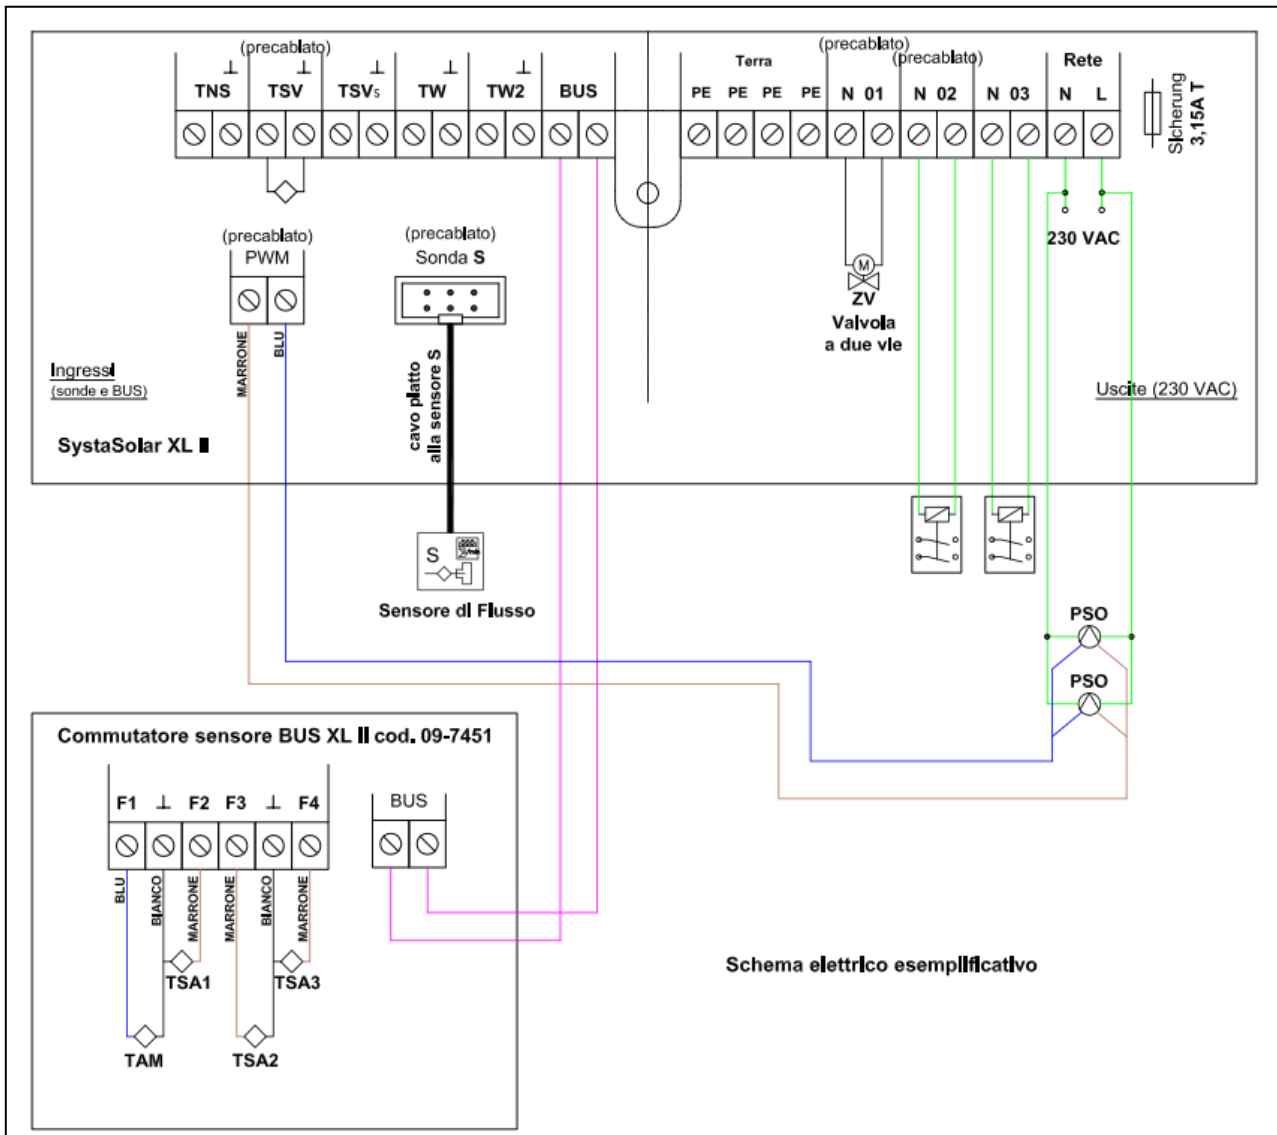 (precablato)
(precablato)
(precablato)
TNS ⊥
TSV ⊥
TSVs ⊥
TW ⊥
TW2 ⊥
BUS
Terra
PE PE PE PE
N 01
N 02
N 03
Rete
N L
Sicherung
3,15A T
(precablato)
PWM
(precablato)
Sonda S
230 VAC
M
ZV
Valvola
a due vie
MARRONE
BLU
cavo platto
alla sensore S
Ingressi
(sonde e BUS)
Uscite (230 VAC)
SystaSolar XL II
S
Sensore di Flusso
PSO
PSO
Commutatore sensore BUS XL II cod. 09-7451
F1 ⊥ F2 F3 ⊥ F4
BUS
BLU
BIANCO
MARRONE
MARRONE
BIANCO
MARRONE
TSA1
TSA3
TAM
TSA2
Schema elettrico esemplificativo